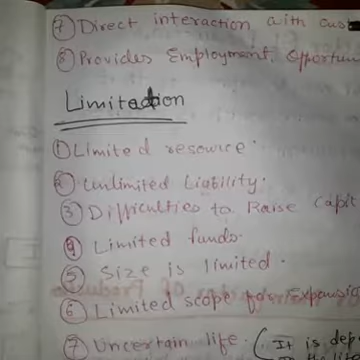 ⑦ Direct interaction with cus
⑧ Provides Employment Opportun
Limitation
① Limited resource.
② Unlimited Liability.
③ Difficulties to Raise Capit
④ Limited funds.
⑤ Size is limited.
⑥ Limited scope for Expansio
⑦ Uncertain life. (It is dep